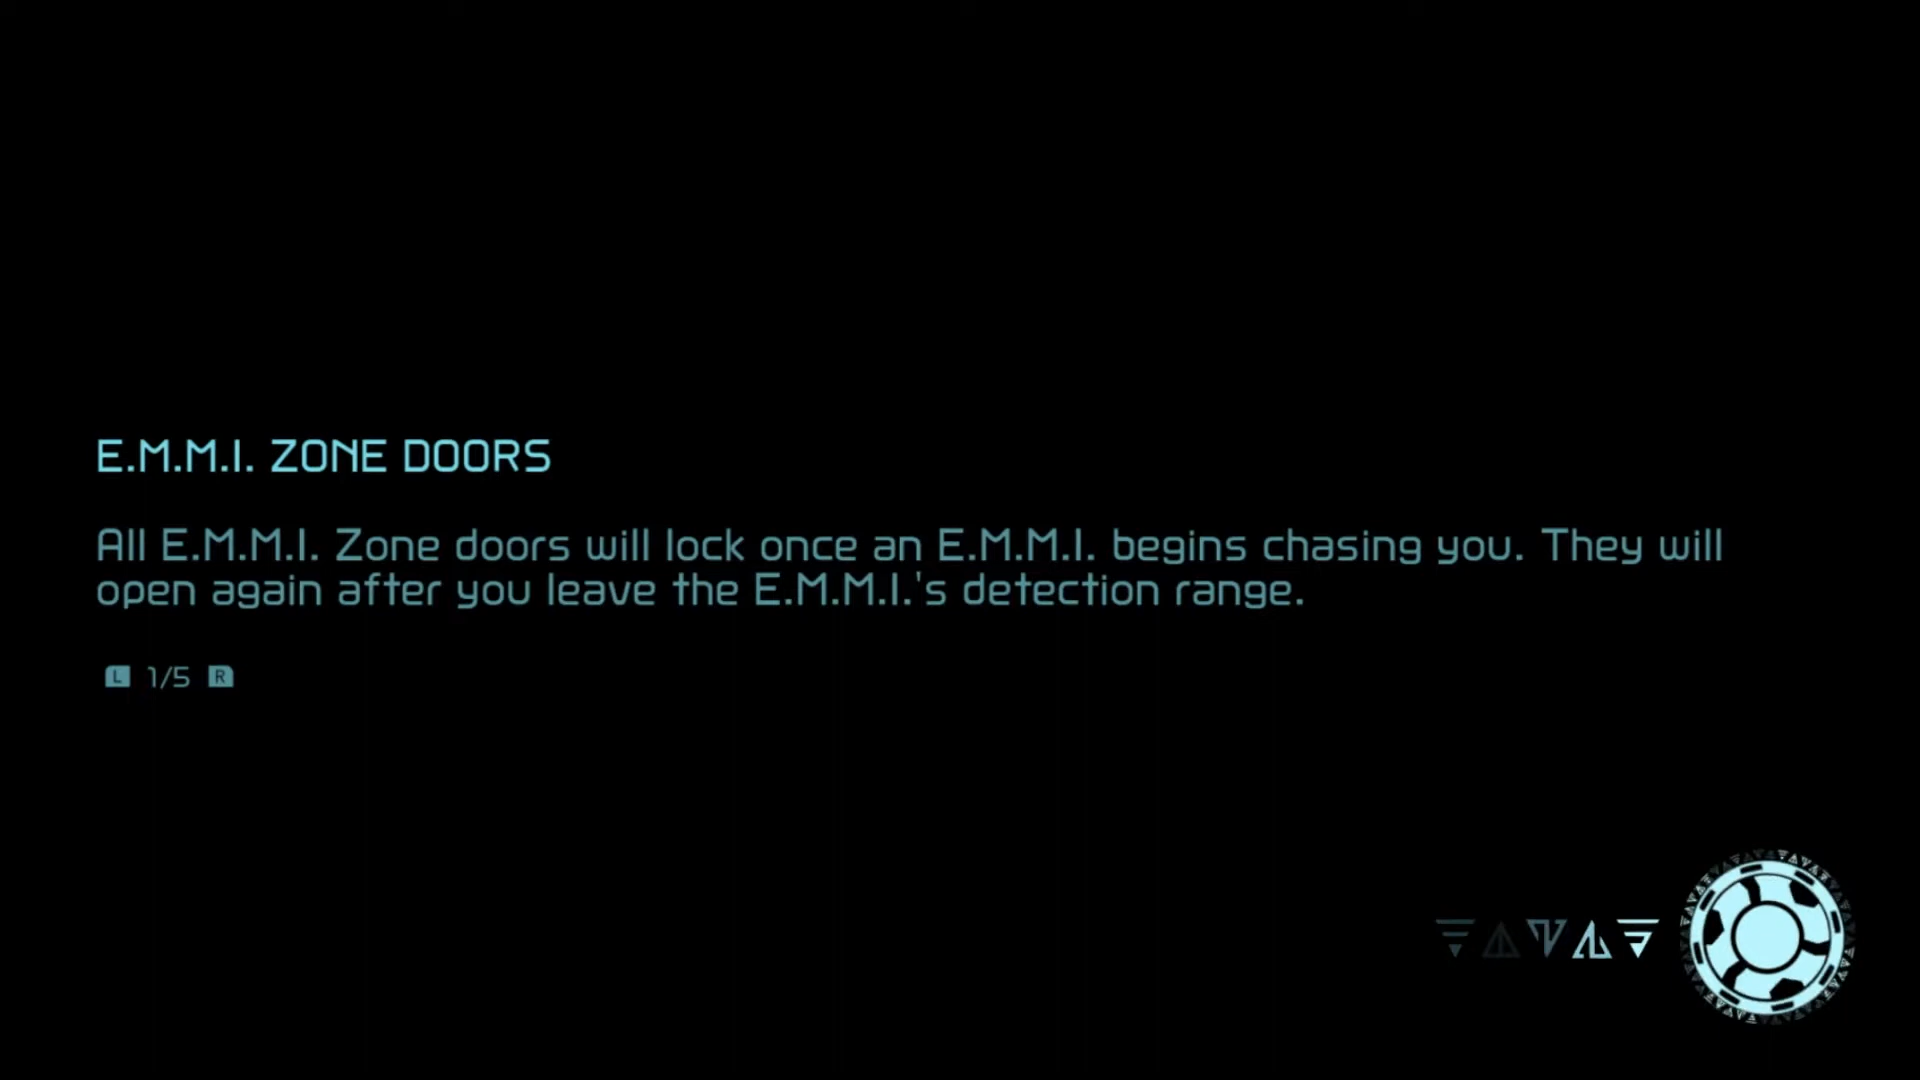 E.M.M.I. ZONE DOORS
All E.M.M.I. Zone doors will lock once an E.M.M.I. begins chasing you. They will
open again after you leave the E.M.M.I.'s detection range.
L 1/5 R